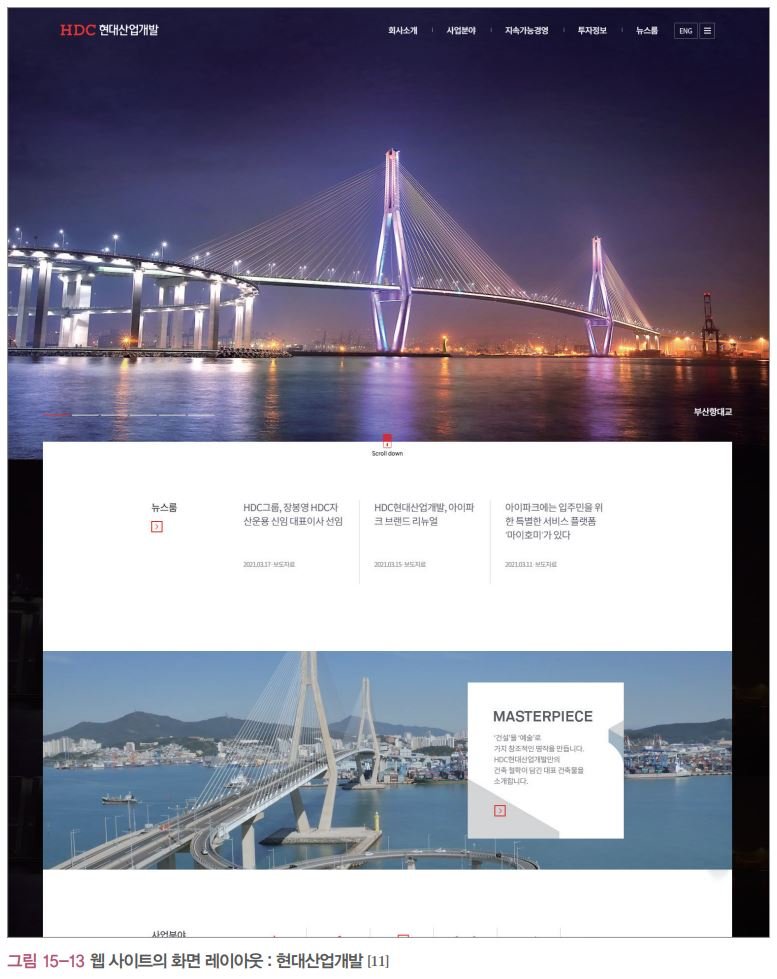 HDC 현대산업개발
회사소개 사업분야 지속가능경영 투자정보 뉴스룸 ENG
부산항대교
Scroll down
뉴스룸
HDC그룹, 장봉영 HDC자
산운용 신임 대표이사 선임
2021.03.17 · 보도자료
HDC현대산업개발, 아이파
크 브랜드 리뉴얼
2021.03.15 · 보도자료
아이파크에는 입주민을 위
한 특별한 서비스 플랫폼
‘마이호미’가 있다
2021.03.11 · 보도자료
MASTERPIECE
‘건설’을 ‘예술’로
가지 창조적인 명작을 만듭니다.
HDC현대산업개발만의
건축 철학이 담긴 대표 건축물을
소개합니다.
사업분야
그림 15–13 웹 사이트의 화면 레이아웃 : 현대산업개발 [11]